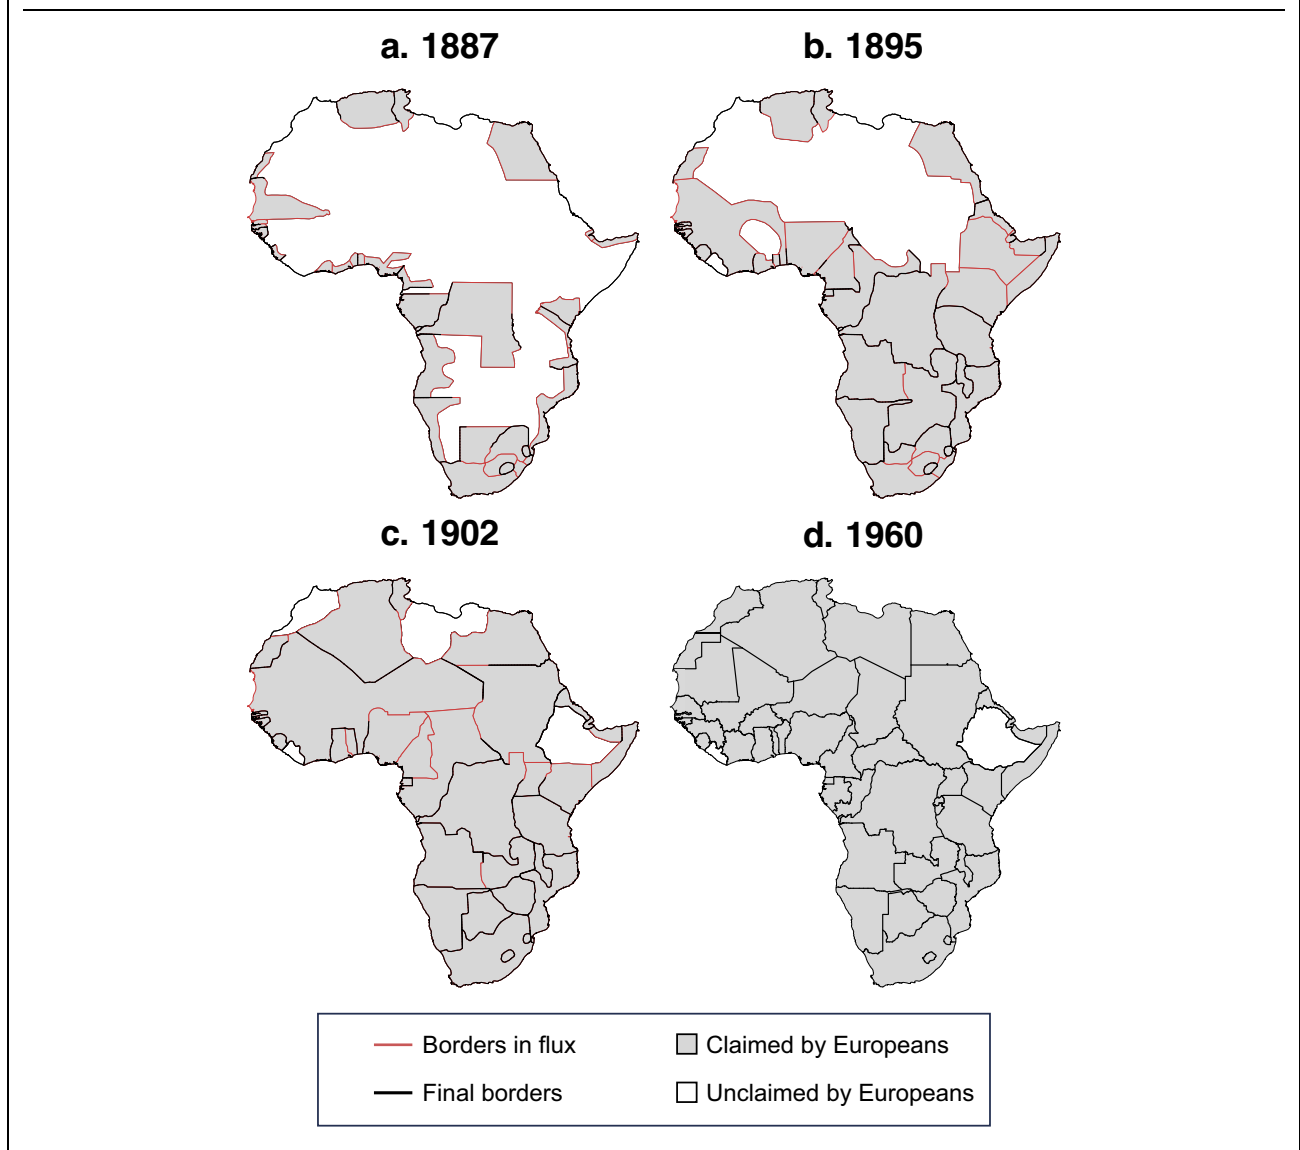 a. 1887
b. 1895
c. 1902
d. 1960
Borders in flux
Claimed by Europeans
Final borders
Unclaimed by Europeans